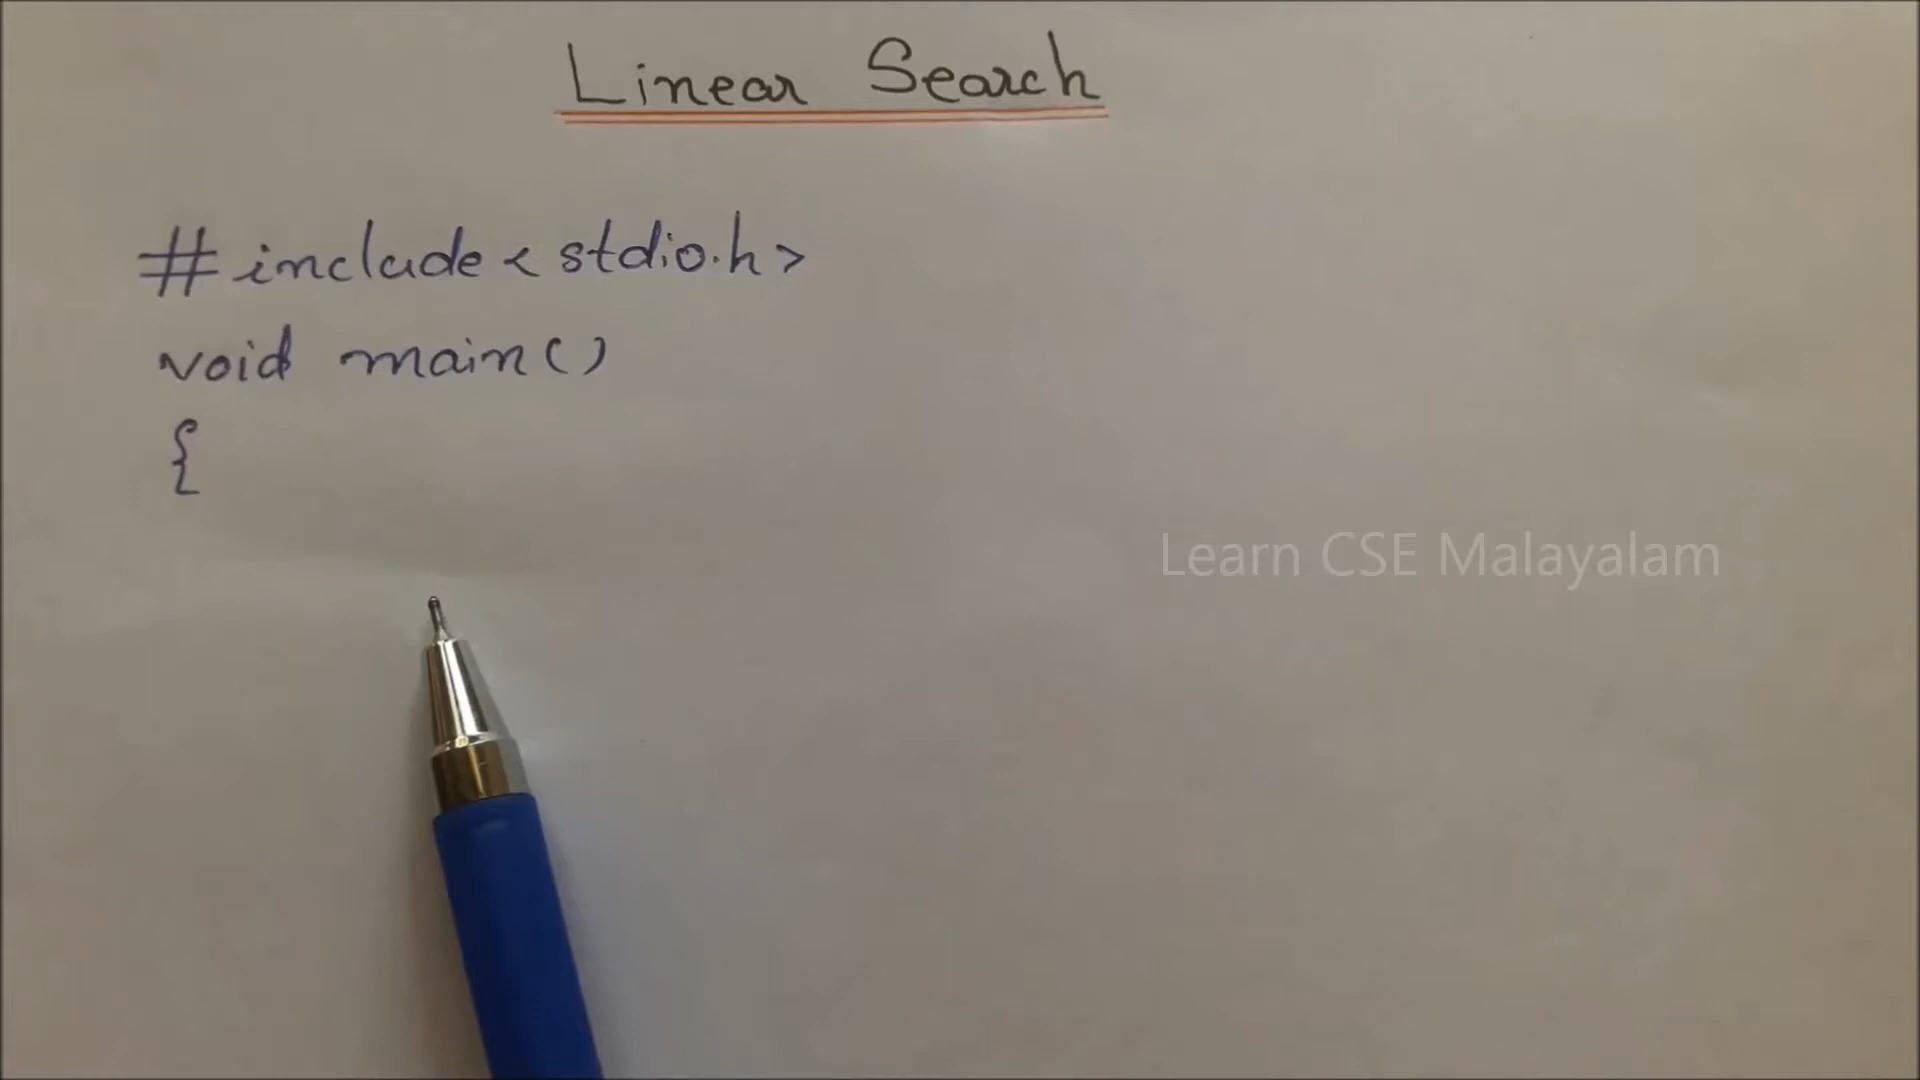 Linear Search
#include<stdio.h>
void main()
{
Learn CSE Malayalam